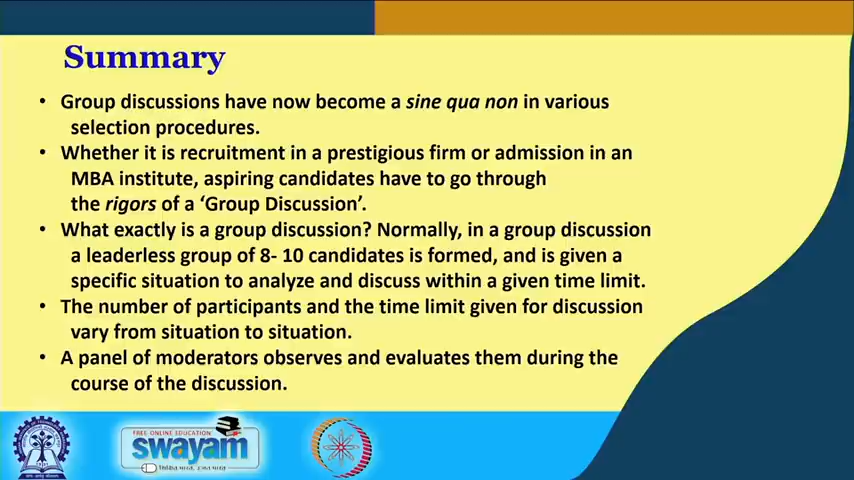 Summary
• Group discussions have now become a sine qua non in various
selection procedures.
• Whether it is recruitment in a prestigious firm or admission in an
MBA institute, aspiring candidates have to go through
the rigors of a ‘Group Discussion’.
• What exactly is a group discussion? Normally, in a group discussion
a leaderless group of 8- 10 candidates is formed, and is given a
specific situation to analyze and discuss within a given time limit.
• The number of participants and the time limit given for discussion
vary from situation to situation.
• A panel of moderators observes and evaluates them during the
course of the discussion.
FREE ONLINE EDUCATION
swayam